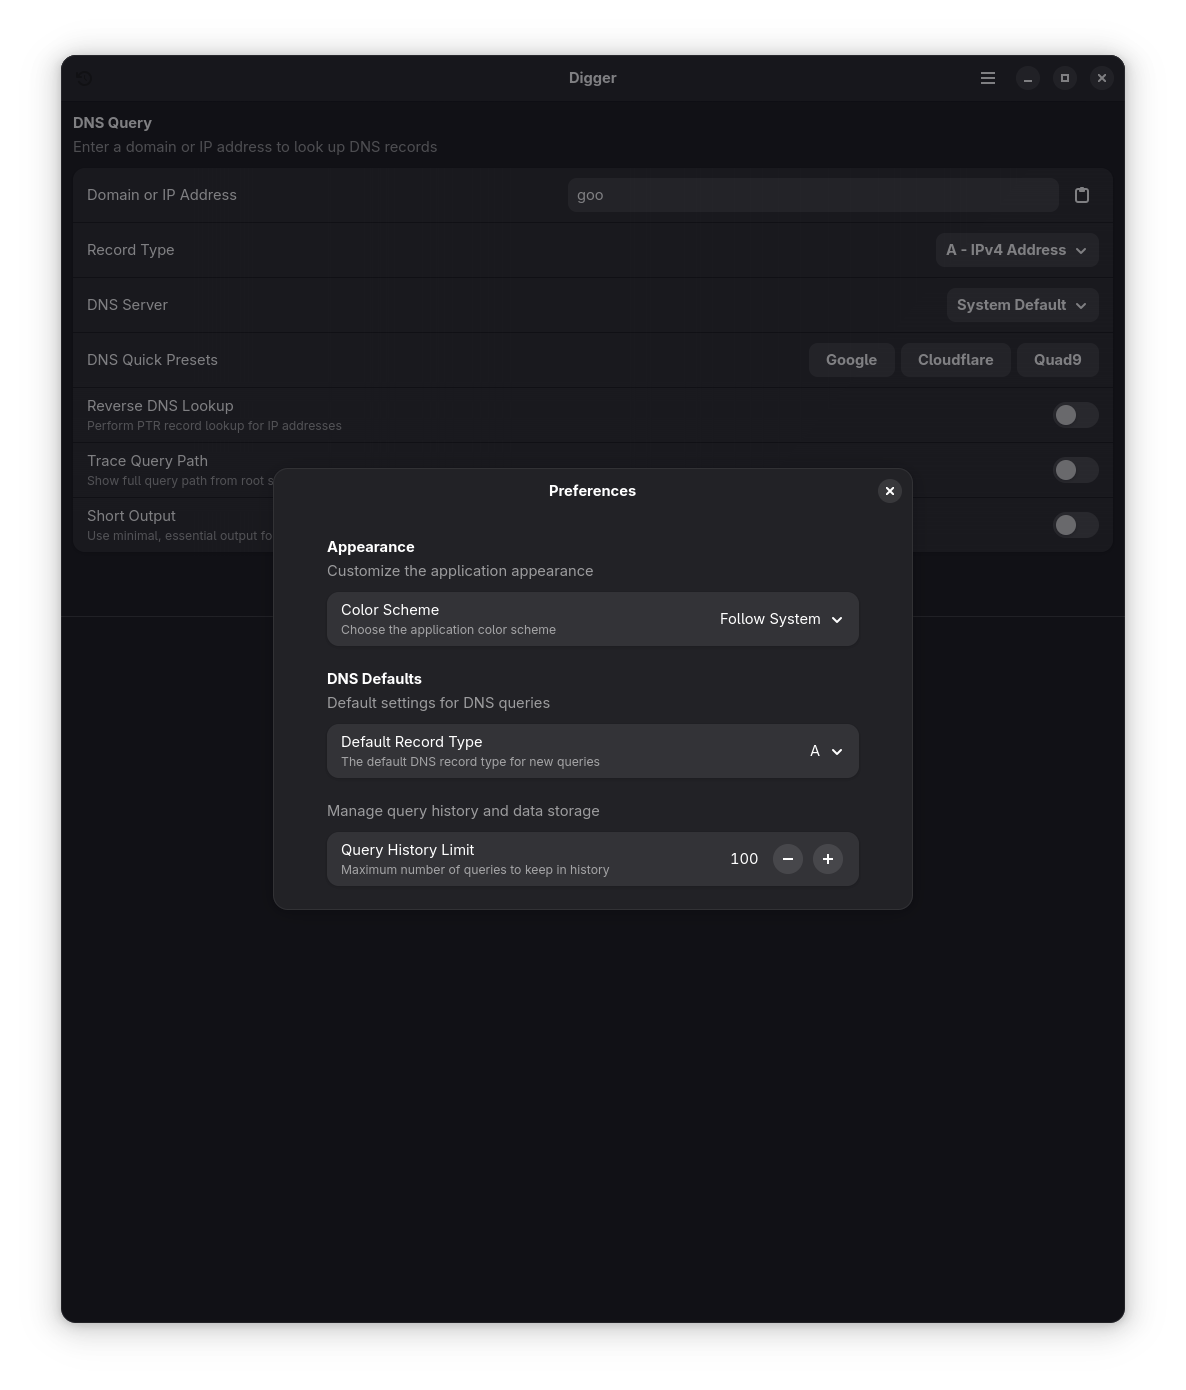 Digger
DNS Query
Enter a domain or IP address to look up DNS records
Domain or IP Address
goo
Record Type
A - IPv4 Address
DNS Server
System Default
DNS Quick Presets
Google
Cloudflare
Quad9
Reverse DNS Lookup
Perform PTR record lookup for IP addresses
Trace Query Path
Show full query path from root
Short Output
Use minimal, essential output
Preferences
Appearance
Customize the application appearance
Color Scheme
Choose the application color scheme
Follow System
DNS Defaults
Default settings for DNS queries
Default Record Type
The default DNS record type for new queries
A
Manage query history and data storage
Query History Limit
Maximum number of queries to keep in history
100